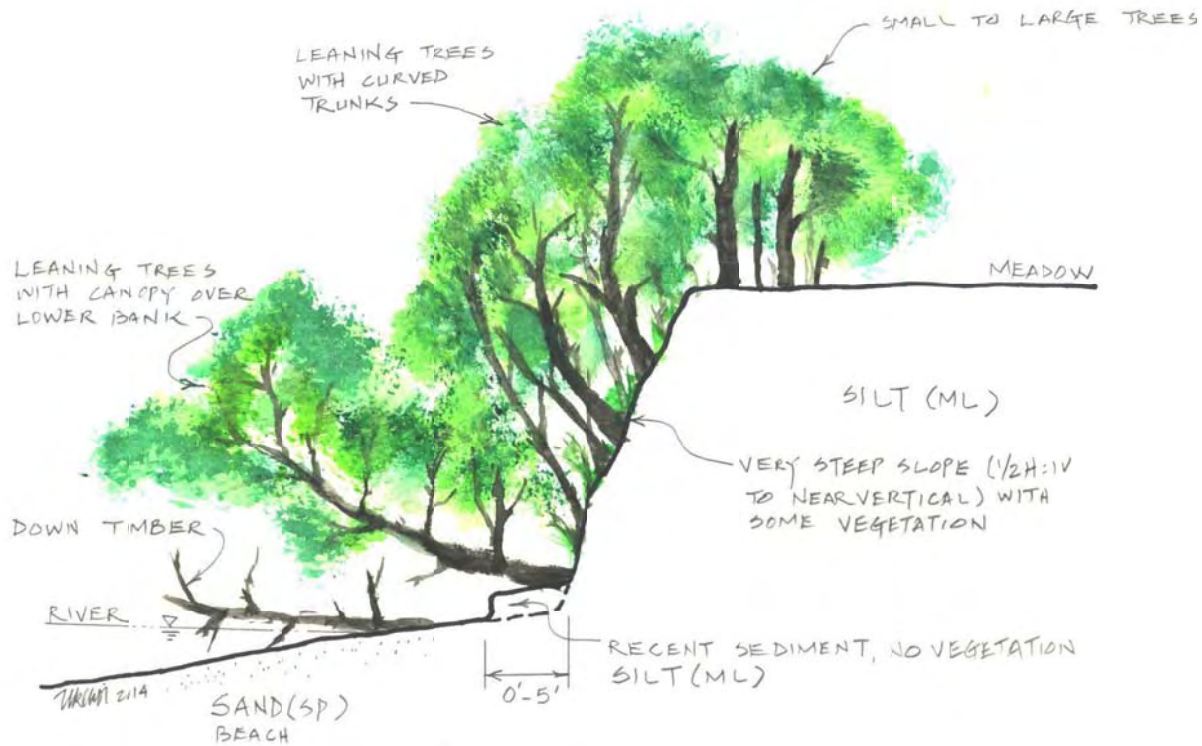 SMALL TO LARGE TREES
LEANING TREES
WITH CURVED
TRUNKS
LEANING TREES
WITH CANOPY OVER
LOWER BANK
MEADOW
SILT (ML)
VERY STEEP SLOPE (1/2H:1V
TO NEAR VERTICAL) WITH
SOME VEGETATION
DOWN TIMBER
RIVER
RECENT SEDIMENT, NO VEGETATION
SILT (ML)
0'-5'
2114
SAND (SP)
BEACH